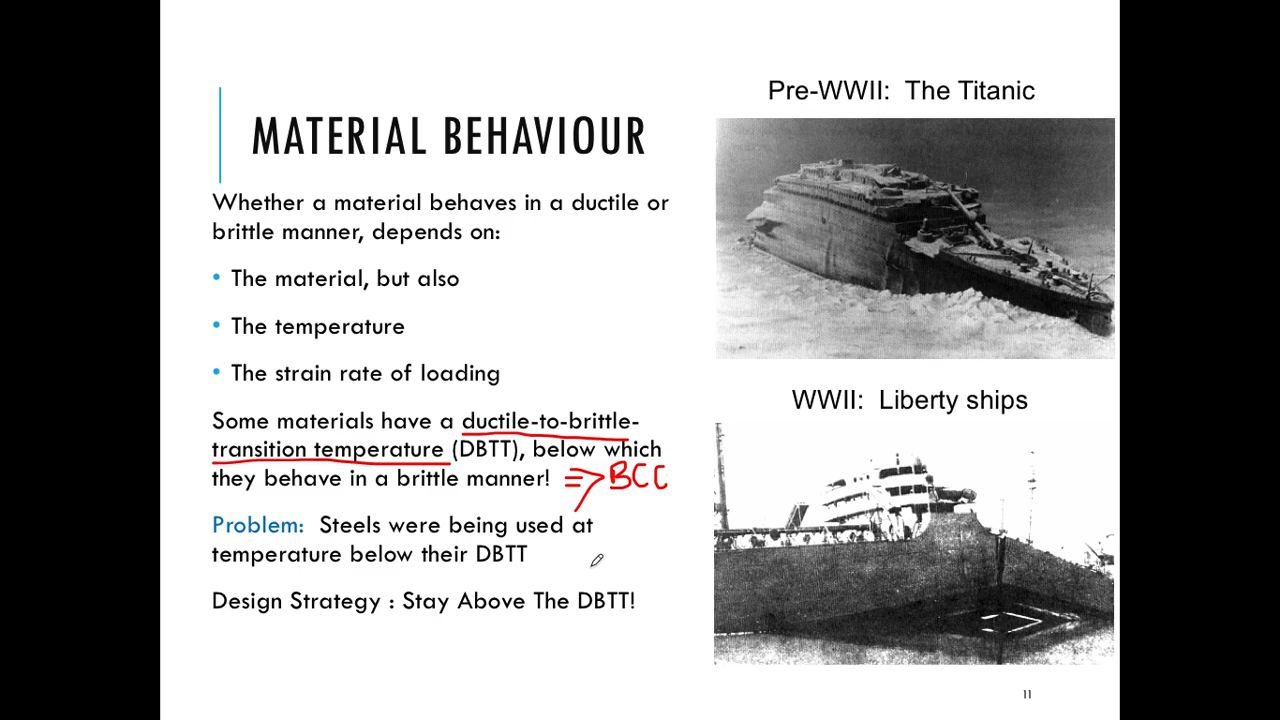 MATERIAL BEHAVIOUR
Whether a material behaves in a ductile or
brittle manner, depends on:
• The material, but also
• The temperature
• The strain rate of loading
Some materials have a ductile-to-brittle-
transition temperature (DBTT), below which
they behave in a brittle manner! => BCC
Problem: Steels were being used at
temperature below their DBTT
Design Strategy : Stay Above The DBTT!
Pre-WWII: The Titanic
WWII: Liberty ships
11